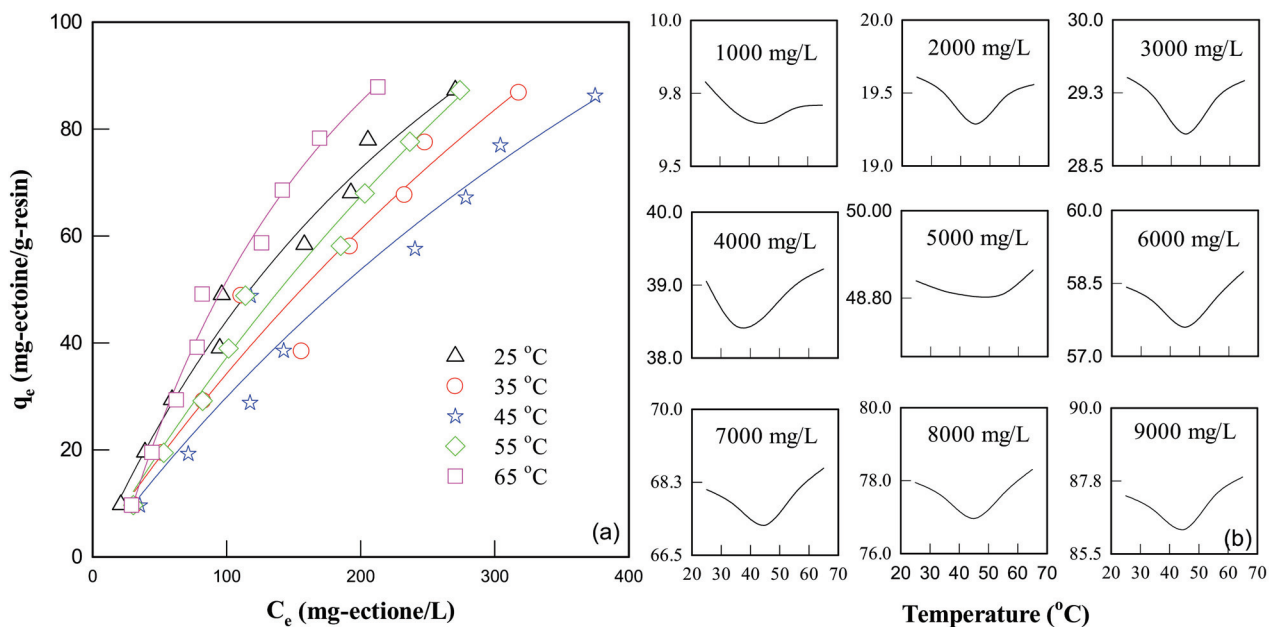 100
80
60
40
20
0
qe (mg-ectoine/g-resin)
25 °C
35 °C
45 °C
55 °C
65 °C
(a)
0
100
200
300
400
Ce (mg-ectione/L)
10.0
9.8
9.5
1000 mg/L
20.0
19.5
19.0
2000 mg/L
30.0
29.3
28.5
3000 mg/L
40.0
39.0
38.0
4000 mg/L
50.00
48.80
5000 mg/L
60.0
58.5
57.0
6000 mg/L
70.0
68.3
66.5
7000 mg/L
20 30 40 50 60 70
80.0
78.0
76.0
8000 mg/L
20 30 40 50 60 70
90.0
87.8
85.5
9000 mg/L
(b)
20 30 40 50 60 70
Temperature (°C)